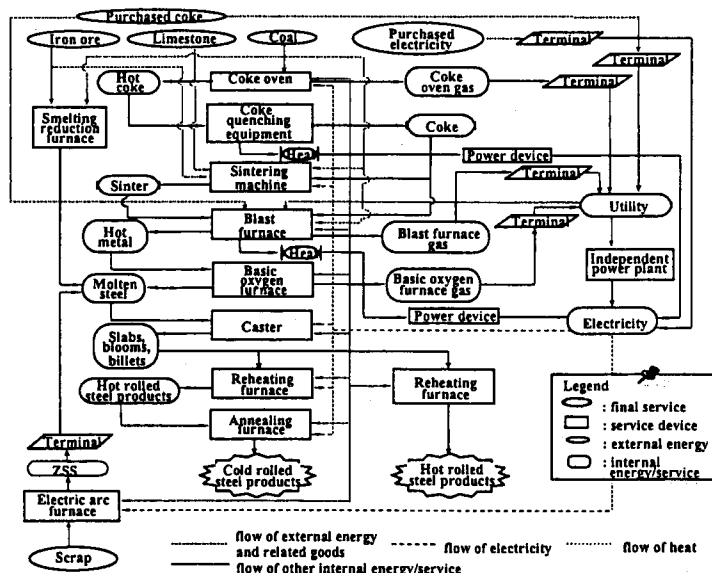 Purchased coke
Iron ore
Limestone
Coal
Purchased electricity
Terminal
Hot coke
Coke oven
Coke oven gas
Terminal
Terminal
Smelting reduction furnace
Coke quenching equipment
Coke
Heat
Power device
Sintering machine
Sinter
Terminal
Utility
Blast furnace
Hot metal
Blast furnace gas
Terminal
Heat
Independent power plant
Basic oxygen furnace
Molten steel
Basic oxygen furnace gas
Caster
Power device
Electricity
Slabs, blooms, billets
Reheating furnace
Reheating furnace
Hot rolled steel products
Annealing furnace
Terminal
Cold rolled steel products
Hot rolled steel products
ZSS
Electric arc furnace
Scrap
Legend
: final service
: service device
: external energy
: internal energy/service
flow of external energy and related goods
flow of electricity
flow of heat
flow of other internal energy/service